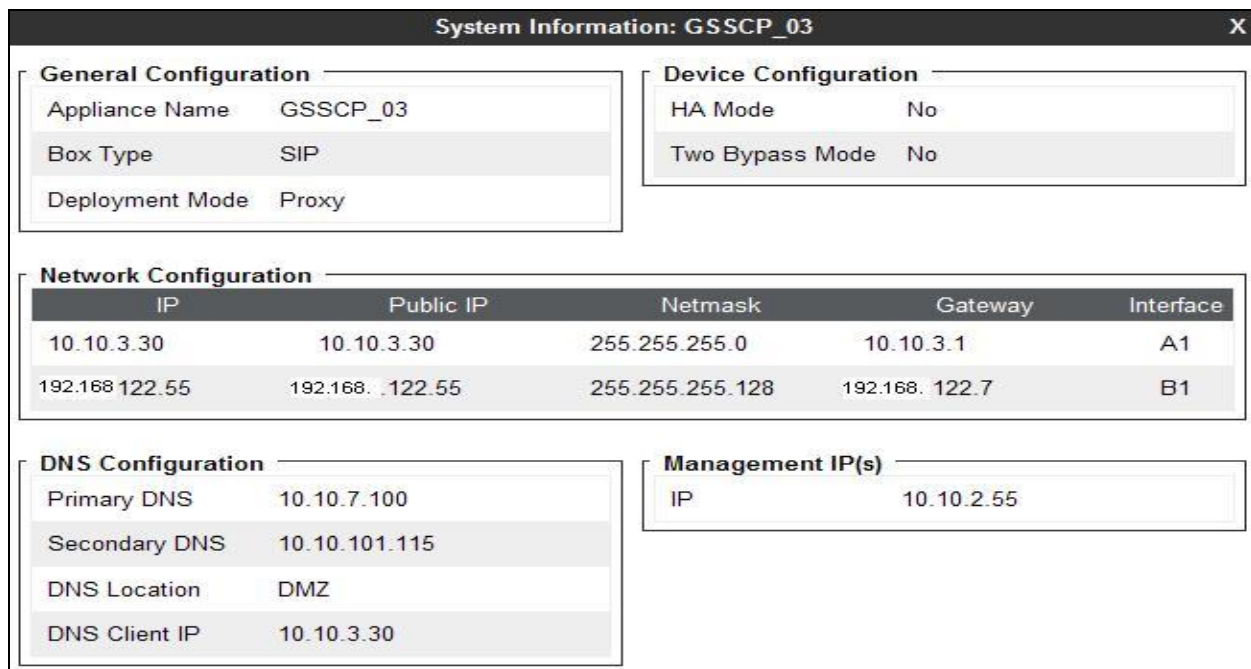 System Information: GSSCP_03 X
General Configuration
Appliance Name GSSCP_03
Box Type SIP
Deployment Mode Proxy
Device Configuration
HA Mode No
Two Bypass Mode No
Network Configuration
IP Public IP Netmask Gateway Interface
10.10.3.30 10.10.3.30 255.255.255.0 10.10.3.1 A1
192.168 122.55 192.168. .122.55 255.255.255.128 192.168. 122.7 B1
DNS Configuration
Primary DNS 10.10.7.100
Secondary DNS 10.10.101.115
DNS Location DMZ
DNS Client IP 10.10.3.30
Management IP(s)
IP 10.10.2.55